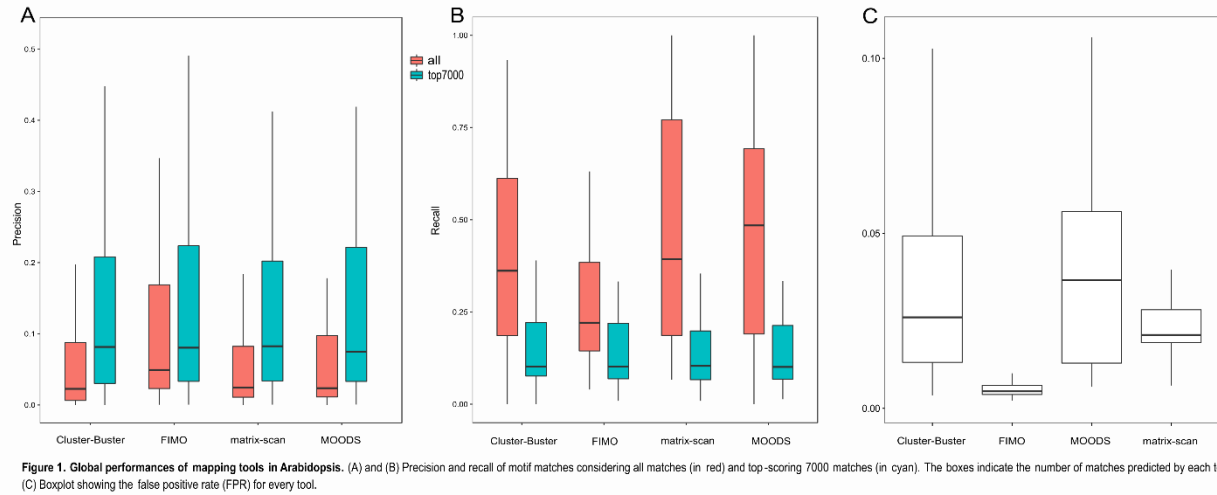 A
Precision
0.5
0.4
0.3
0.2
0.1
0.0
Cluster-Buster FIMO matrix-scan MOODS
all
top7000
B
Recall
1.00
0.75
0.50
0.25
0.00
Cluster-Buster FIMO matrix-scan MOODS
C
0.10
0.05
0.00
Cluster-Buster FIMO MOODS matrix-scan
Figure 1. Global performances of mapping tools in Arabidopsis. (A) and (B) Precision and recall of motif matches considering all matches (in red) and top-scoring 7000 matches (in cyan). The boxes indicate the number of matches predicted by each
(C) Boxplot showing the false positive rate (FPR) for every tool.